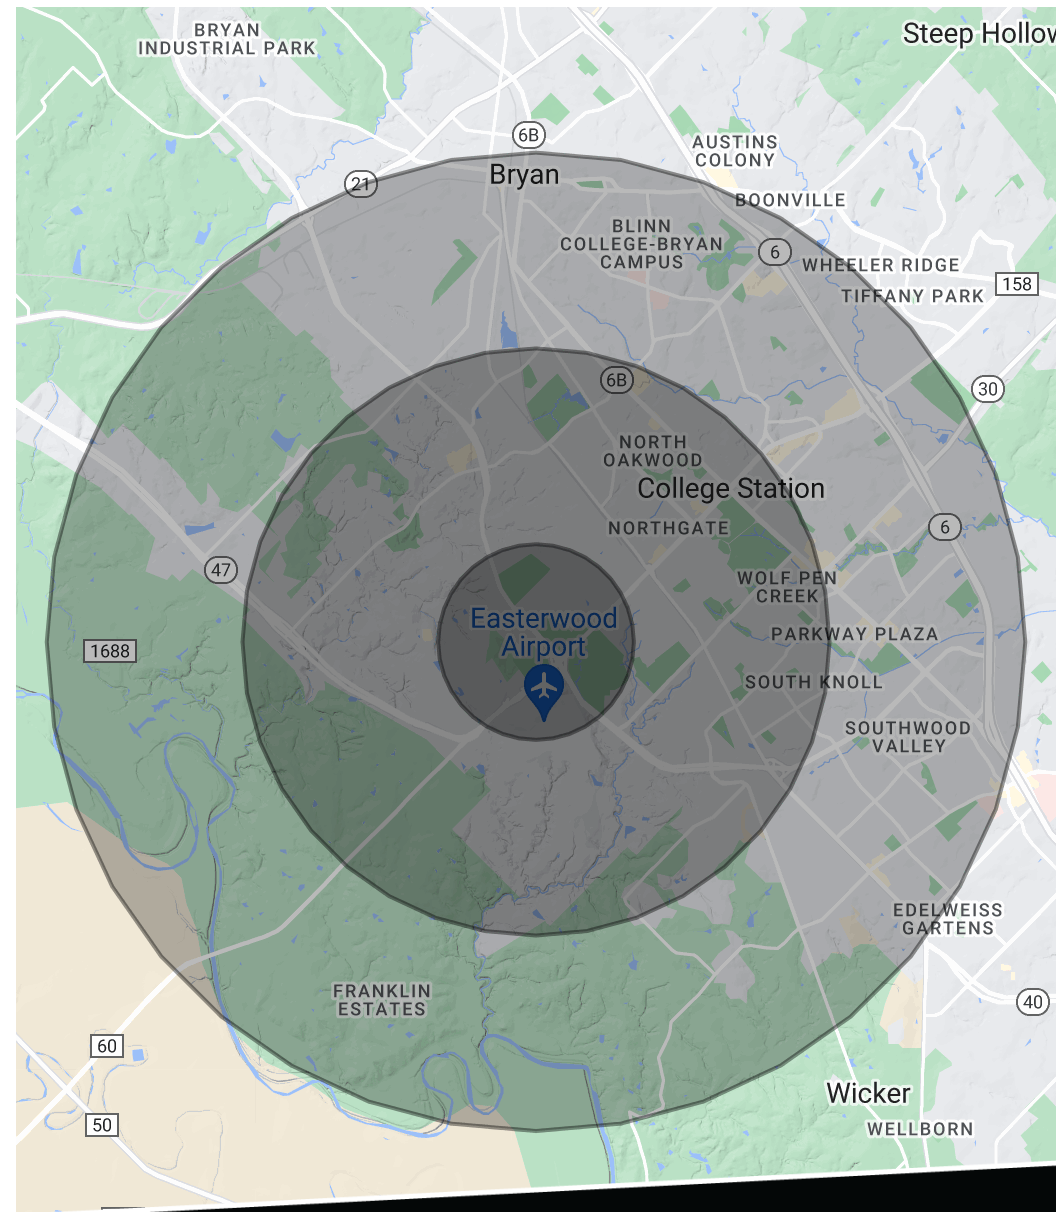 BRYAN
INDUSTRIAL PARK
Steep Hollow
6B
AUSTINS
COLONY
Bryan
21
BOONVILLE
BLINN
COLLEGE-BRYAN
CAMPUS
6
WHEELER RIDGE
158
TIFFANY PARK
6B
30
NORTH
OAKWOOD
College Station
NORTHGATE
6
47
WOLF PEN
CREEK
Easterwood
Airport
PARKWAY PLAZA
1688
SOUTH KNOLL
SOUTHWOOD
VALLEY
EDELWEISS
GARTENS
FRANKLIN
ESTATES
40
60
Wicker
50
WELLBORN